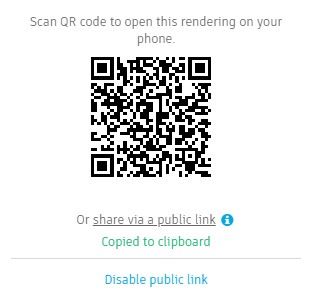 Scan QR code to open this rendering on your
phone.
Or share via a public link
Copied to clipboard
Disable public link